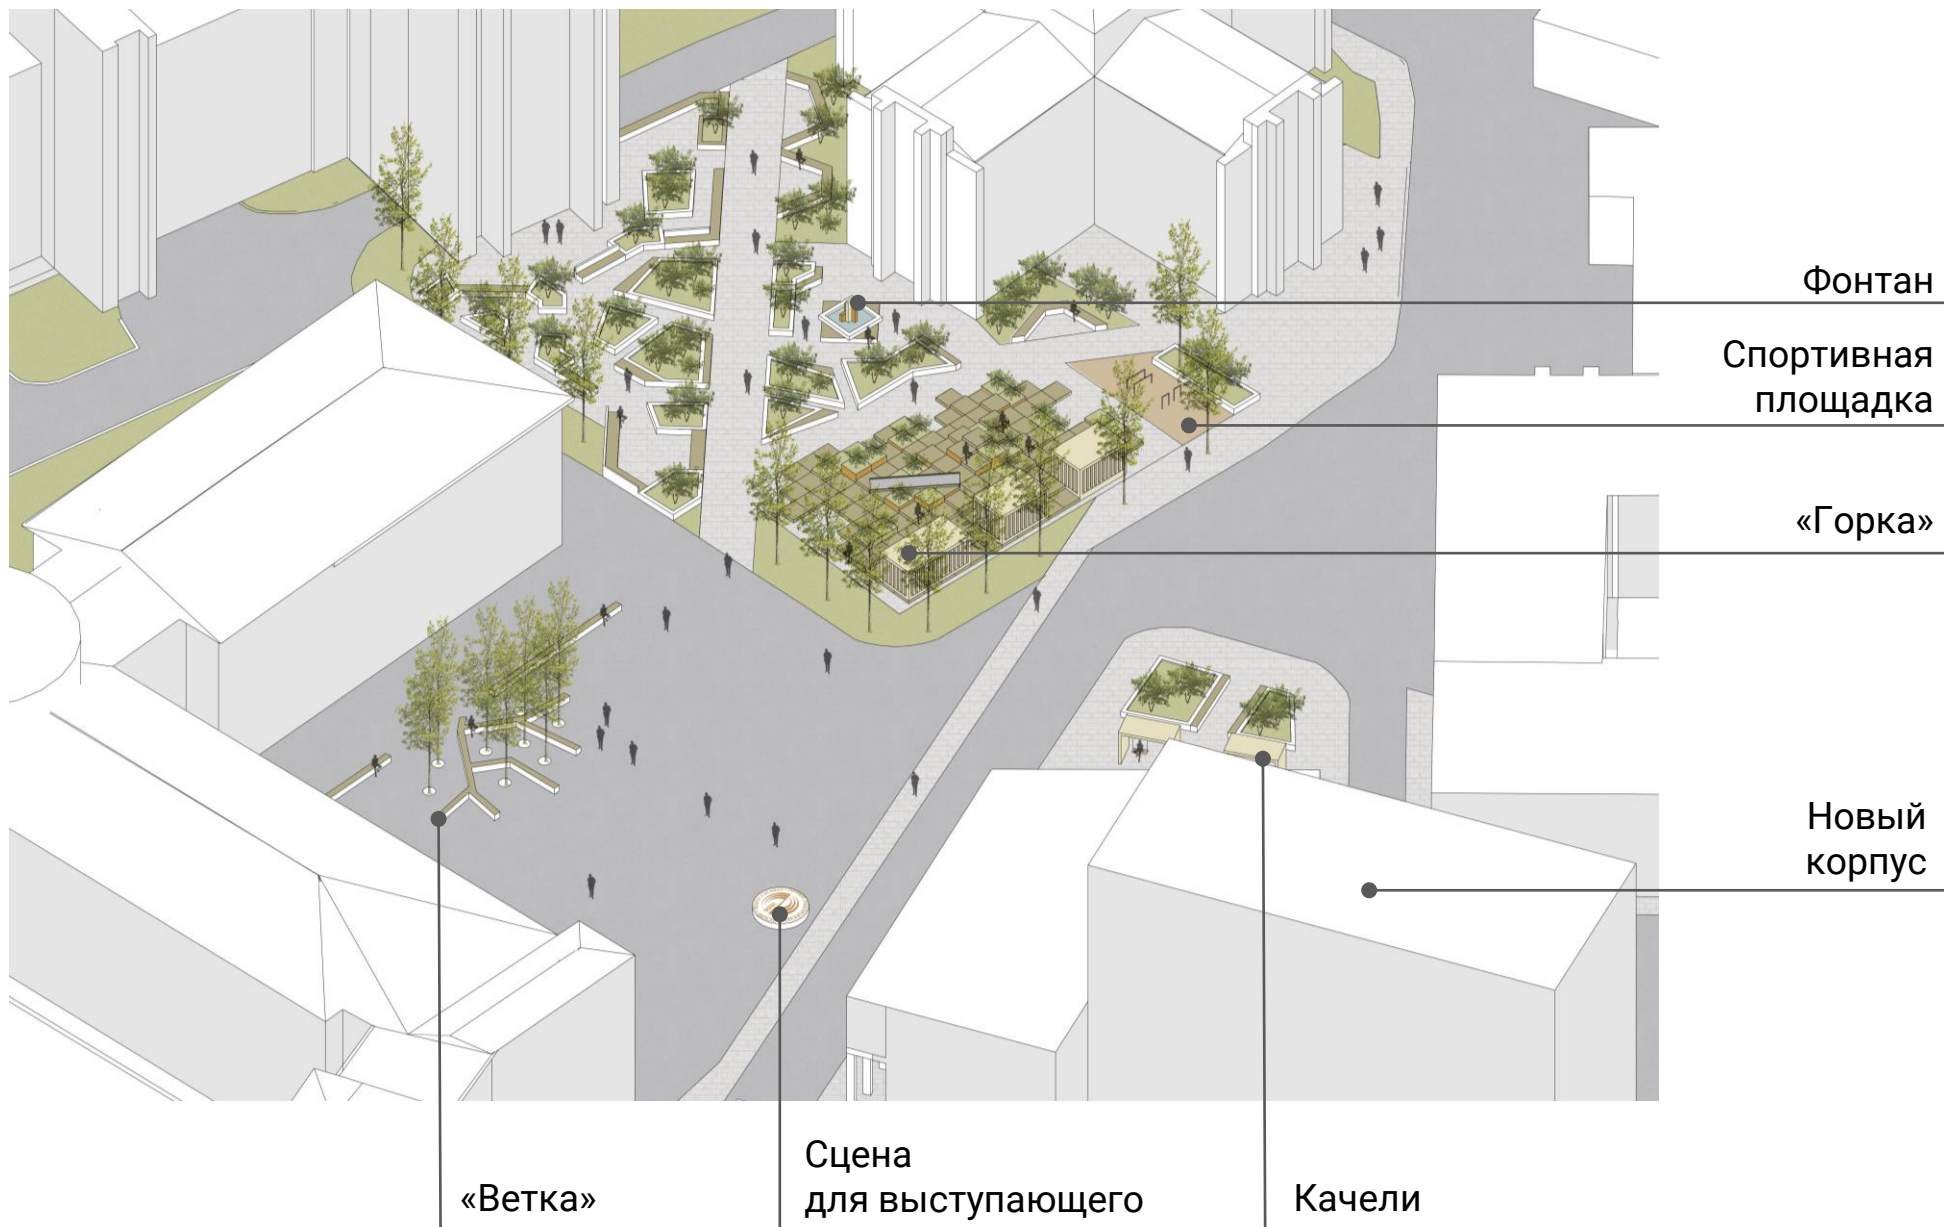 Фонтан
Спортивная
площадка
«Горка»
Новый
корпус
«Ветка»
Сцена
для выступающего
Качели